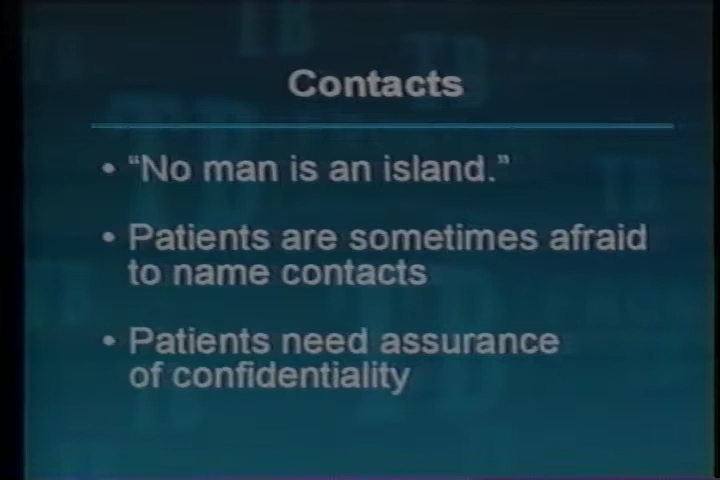 Contacts
• “No man is an island.”
• Patients are sometimes afraid
to name contacts
• Patients need assurance
of confidentiality